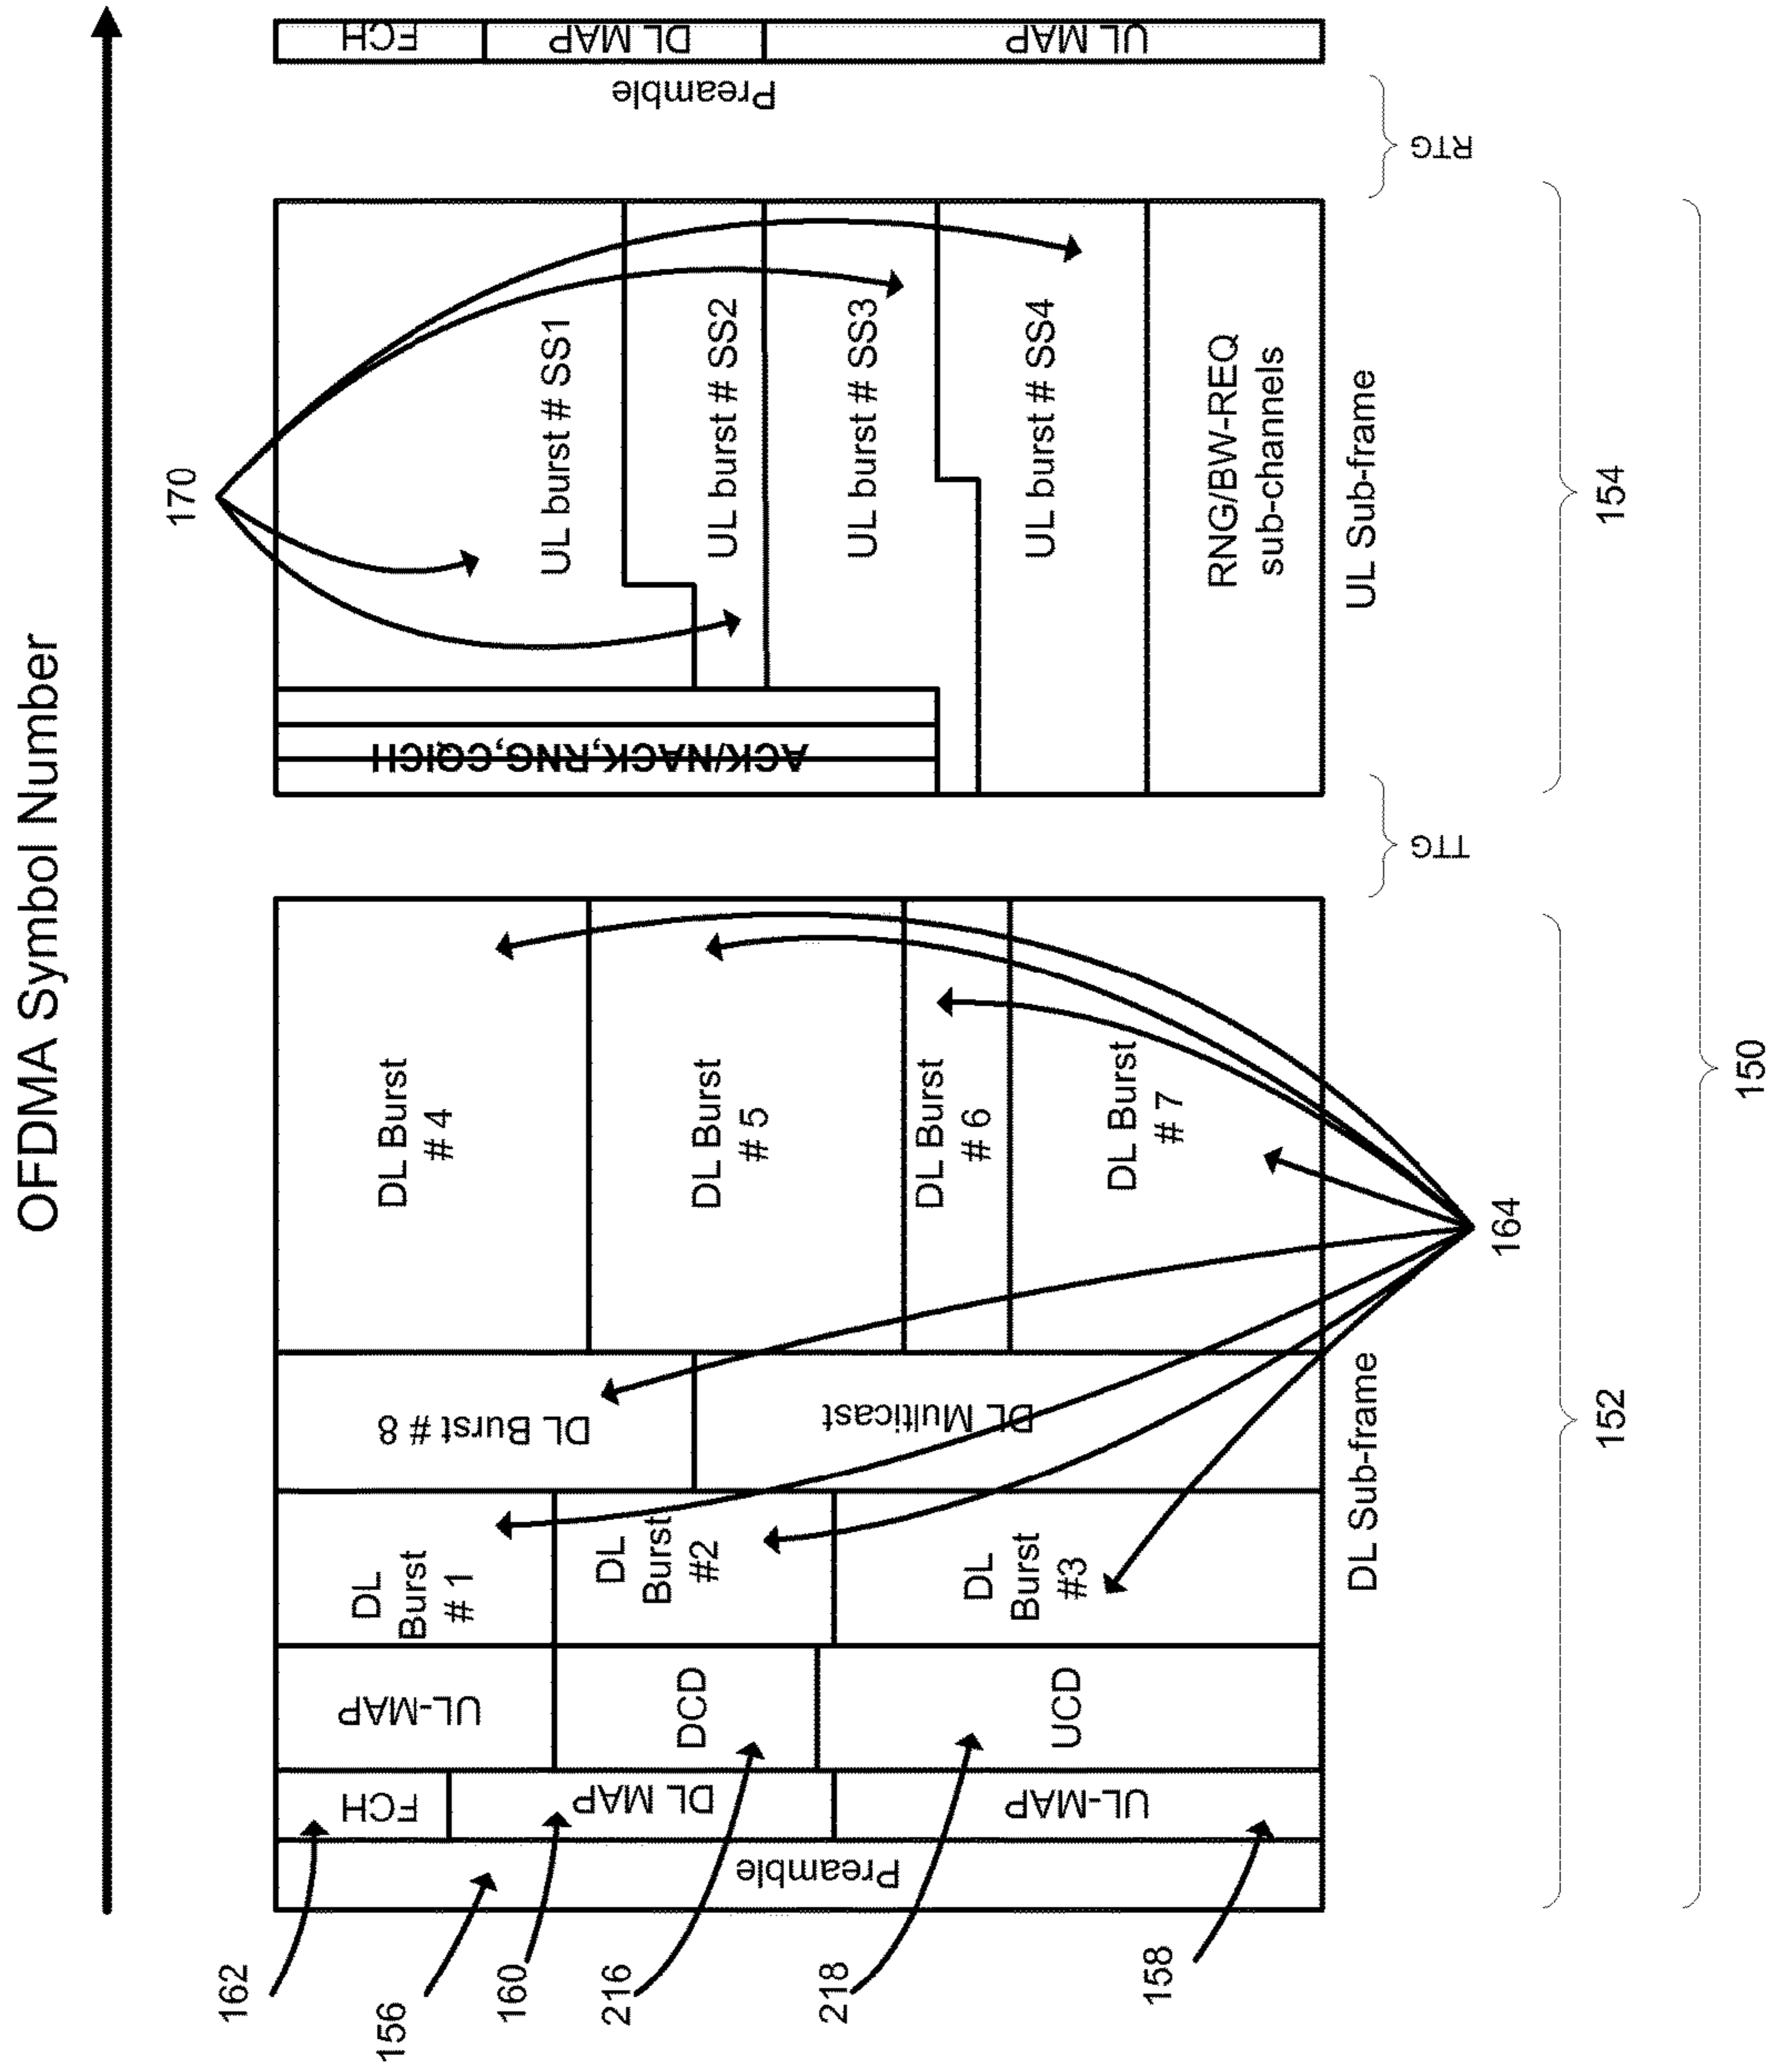 OFDMA Symbol Number
162
156
160
216
218
158
Preamble
FCH
DL MAP
UL-MAP
UL-MAP
DCD
UCD
DL
Burst
# 1
DL
Burst
#2
DL
Burst
#3
DL Burst # 8
DL Multicast
DL Burst
# 4
DL Burst
# 5
DL Burst
# 6
DL Burst
# 7
164
DL Sub-frame
152
TTG
170
ACK/NACK,RNG,CQICH
UL burst # SS1
UL burst # SS2
UL burst # SS3
UL burst # SS4
RNG/BW-REQ
sub-channels
UL Sub-frame
154
RTG
150
Preamble
FCH
DL MAP
UL MAP